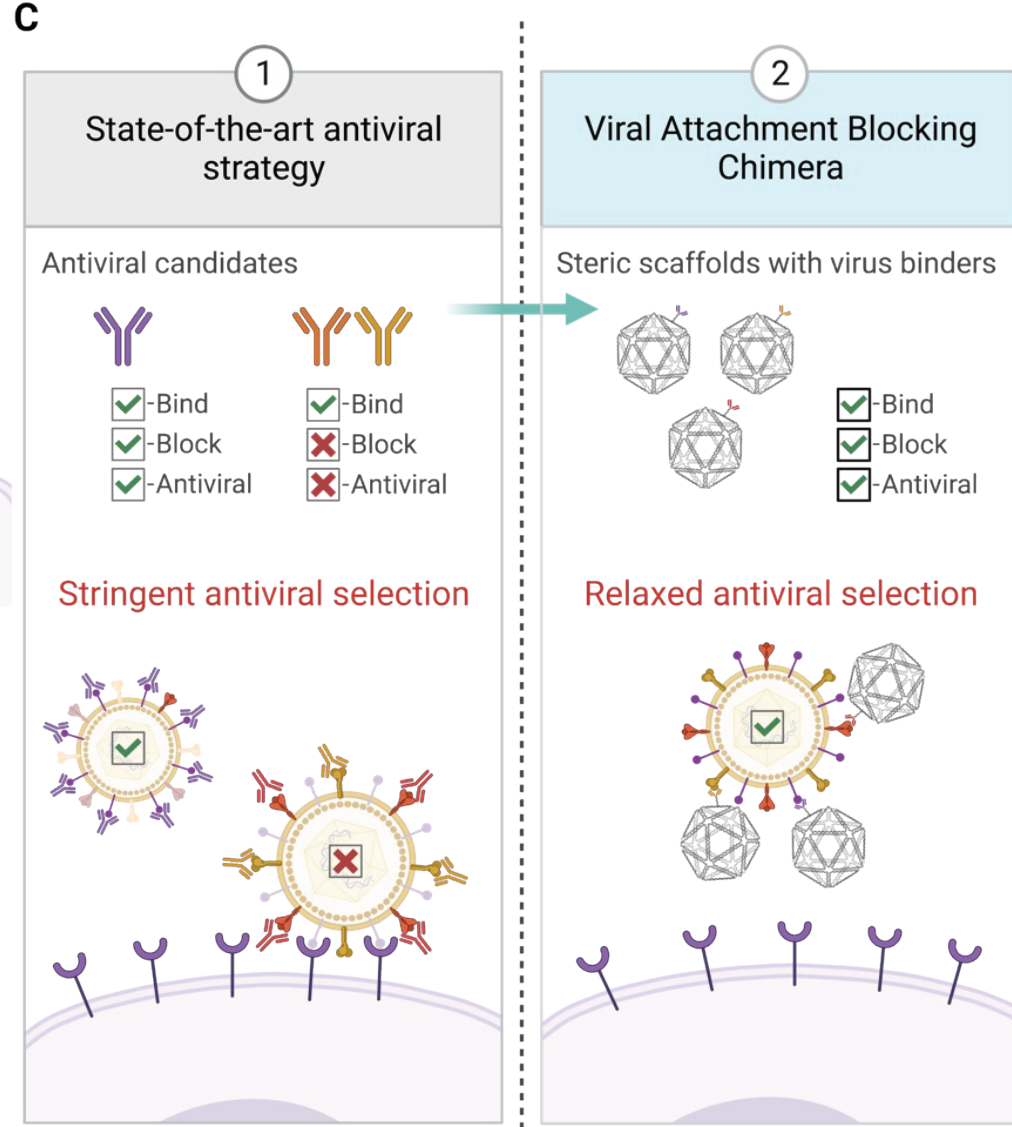 C
1
State-of-the-art antiviral
strategy
Antiviral candidates
-Bind
-Block
-Antiviral
-Bind
-Block
-Antiviral
Stringent antiviral selection
2
Viral Attachment Blocking
Chimera
Steric scaffolds with virus binders
-Bind
-Block
-Antiviral
Relaxed antiviral selection